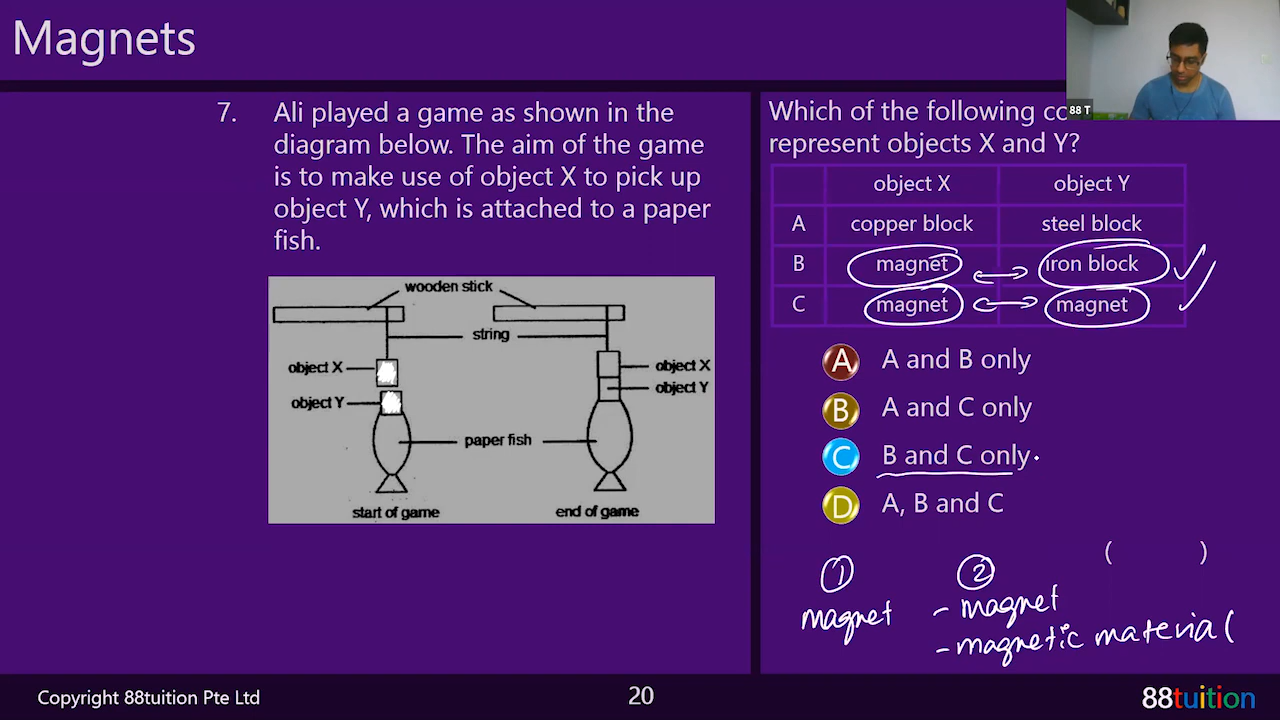 Magnets
88 T
7. Ali played a game as shown in the
diagram below. The aim of the game
is to make use of object X to pick up
object Y, which is attached to a paper
fish.
wooden stick
string
object X
object X
object Y
object Y
paper fish
start of game
end of game
Which of the following co
represent objects X and Y?
object X object Y
A copper block steel block
B magnet iron block
C magnet magnet
A A and B only
B A and C only
C B and C only
D A, B and C
( )
1 2
magnet - magnet
- magnetic material
Copyright 88tuition Pte Ltd
20
88tuition